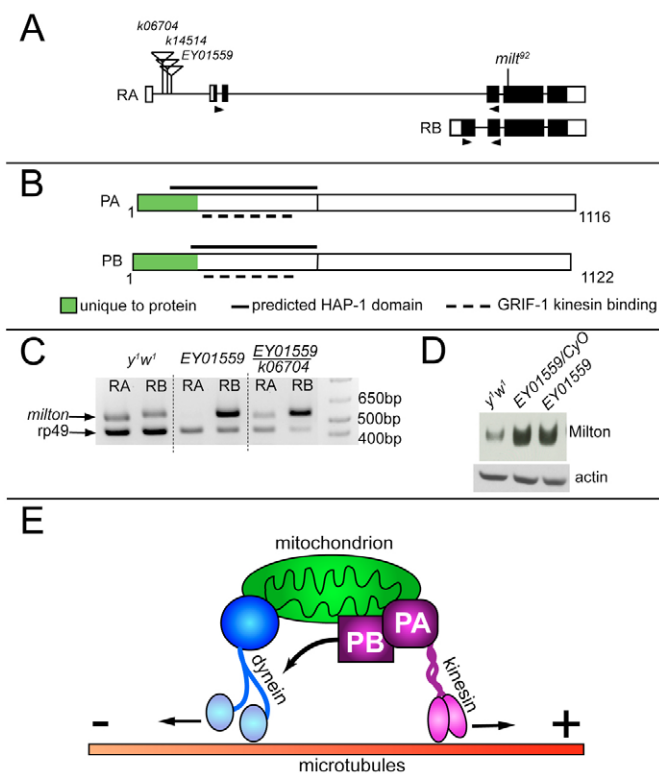 A
k06704
k14514
EY01559
milt92
RA
RB
B
PA
1
1116
PB
1
1122
unique to protein
predicted HAP-1 domain
GRIF-1 kinesin binding
C
y1w1 EY01559 EY01559
k06704
RA RB RA RB RA RB
milton
rp49
650bp
500bp
400bp
D
y1w1
EY01559/CyO
EY01559
Milton
actin
E
mitochondrion
PB
PA
dynein
kinesin
-
+
microtubules